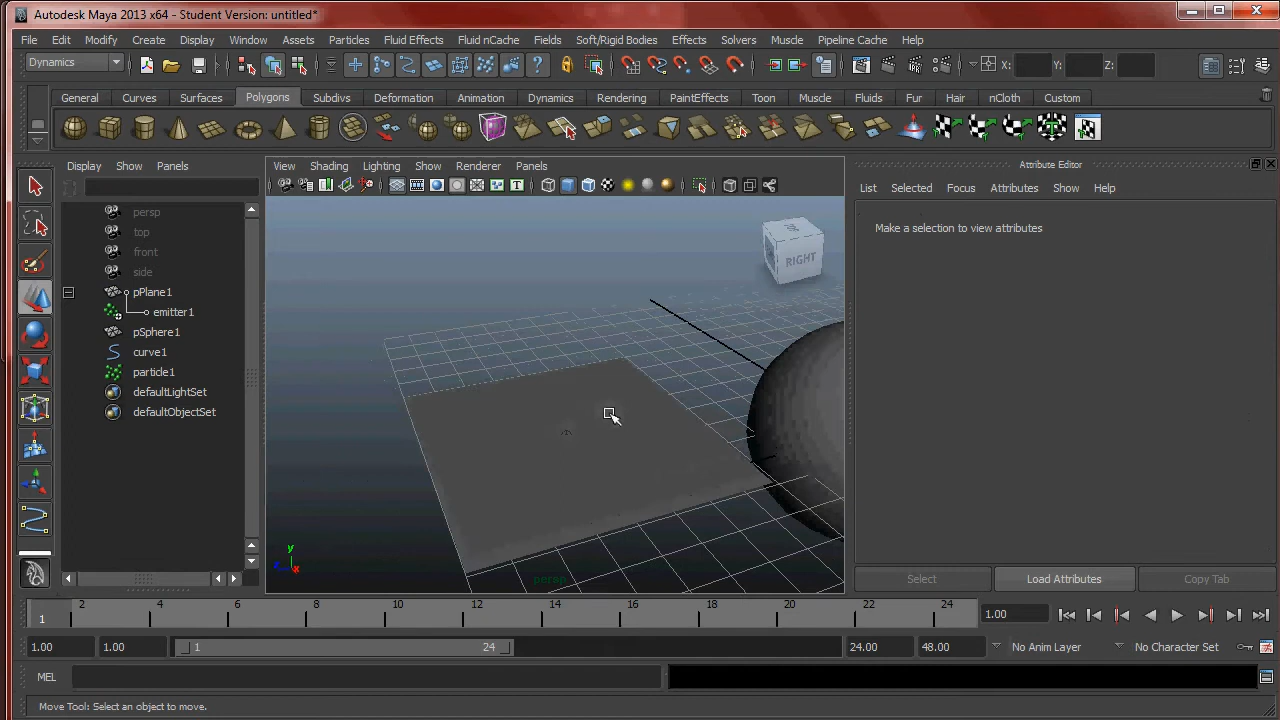 Autodesk Maya 2013 x64 - Student Version: untitled*
File Edit Modify Create Display Window Assets Particles Fluid Effects Fluid nCache Fields Soft/Rigid Bodies Effects Solvers Muscle Pipeline Cache Help
Dynamics X: Y: Z:
General Curves Surfaces Polygons Subdivs Deformation Animation Dynamics Rendering PaintEffects Toon Muscle Fluids Fur Hair nCloth Custom
Display Show Panels
View Shading Lighting Show Renderer Panels
Attribute Editor
List Selected Focus Attributes Show Help
Make a selection to view attributes
persp
top
front
side
pPlane1
emitter1
pSphere1
curve1
particle1
defaultLightSet
defaultObjectSet
RIGHT
y
x
persp
Select Load Attributes Copy Tab
1 2 4 6 8 10 12 14 16 18 20 22 24 1.00
1.00 1.00 1 24 24.00 48.00 No Anim Layer No Character Set
MEL
Move Tool: Select an object to move.